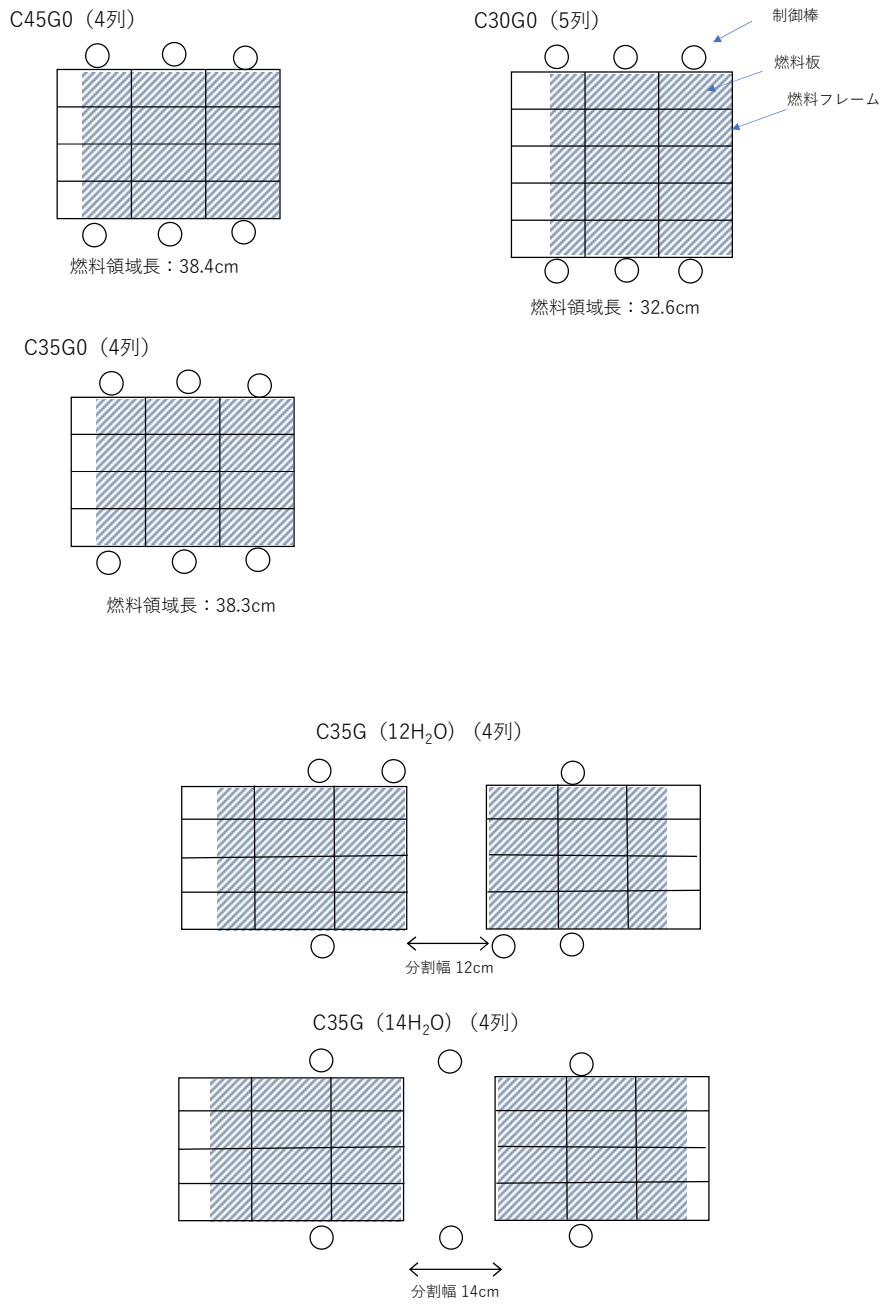 C45G0（4列）
C30G0（5列）
制御棒
燃料板
燃料フレーム
燃料領域長：38.4cm
燃料領域長：32.6cm
C35G0（4列）
燃料領域長：38.3cm
C35G（12H₂O）（4列）
分割幅 12cm
C35G（14H₂O）（4列）
分割幅 14cm